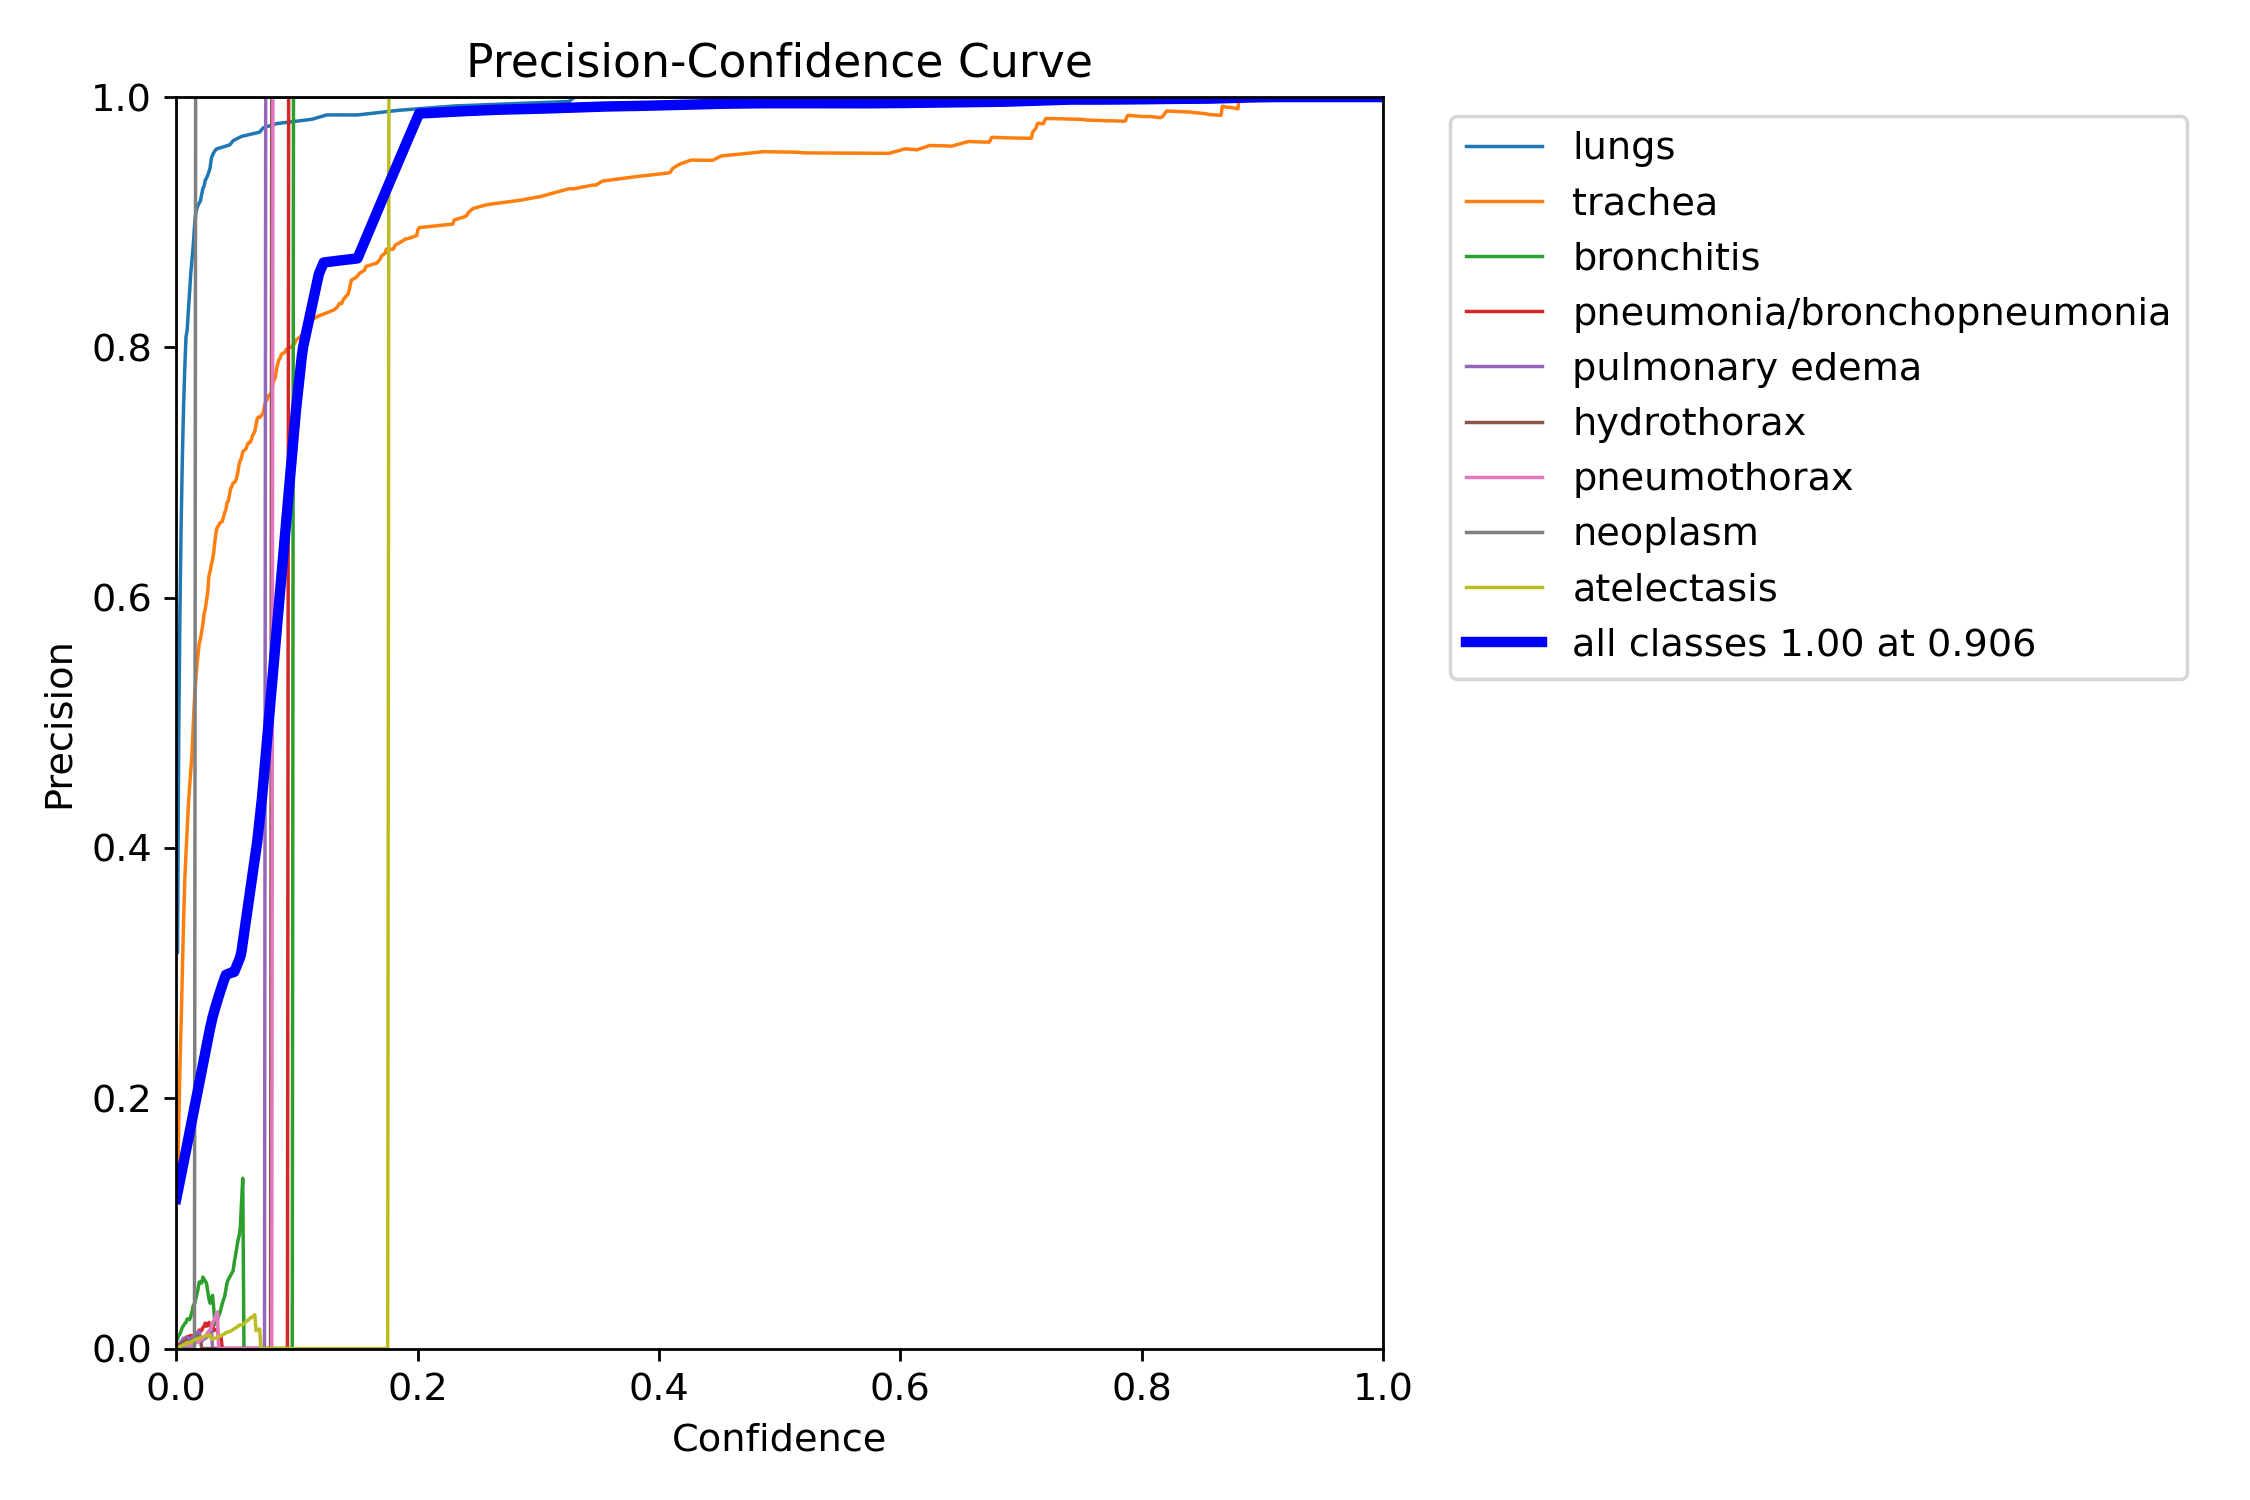 Precision-Confidence Curve
1.0
0.8
0.6
0.4
0.2
0.0
Precision
0.0 0.2 0.4 0.6 0.8 1.0
Confidence
lungs
trachea
bronchitis
pneumonia/bronchopneumonia
pulmonary edema
hydrothorax
pneumothorax
neoplasm
atelectasis
all classes 1.00 at 0.906